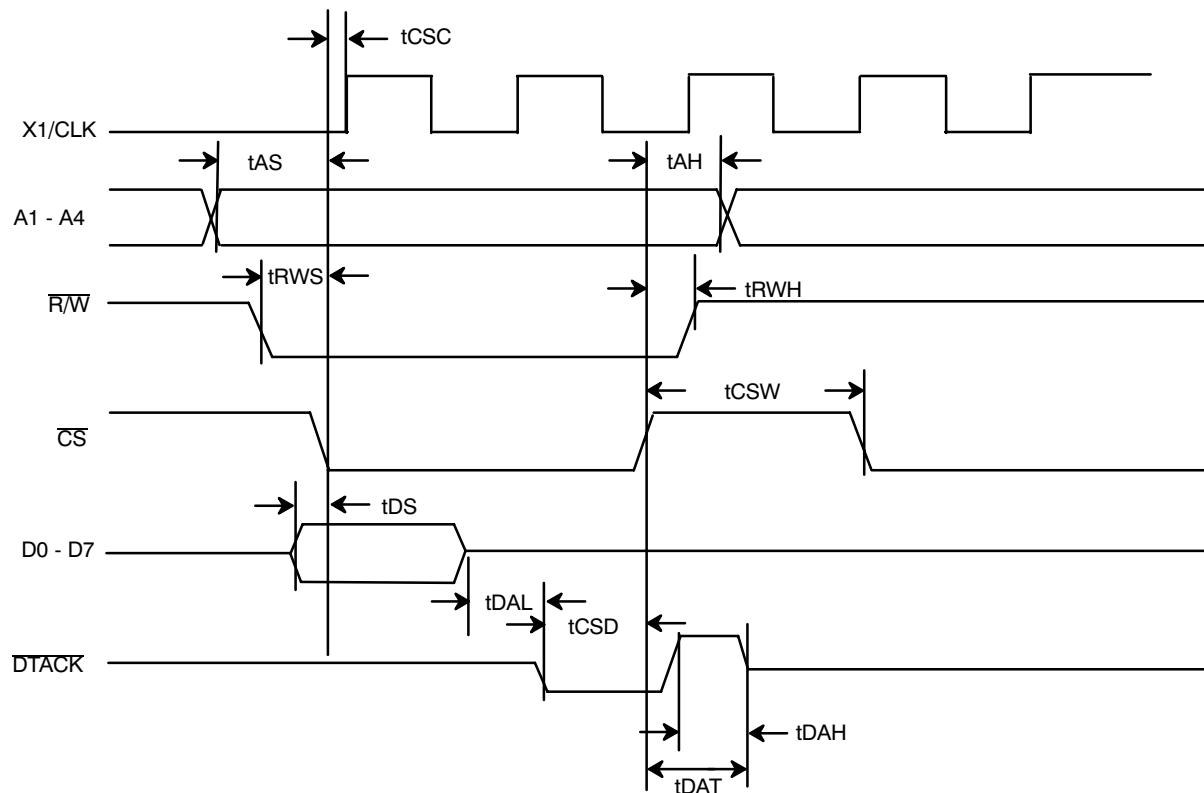 tCSC
X1/CLK
tAS
tAH
A1 - A4
tRWS
tRWH
R/W
tCSW
CS
tDS
D0 - D7
tDAL
tCSD
DTACK
tDAH
tDAT